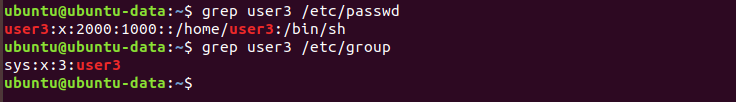 ubuntu@ubuntu-data:~$ grep user3 /etc/passwd
user3:x:2000:1000::/home/user3:/bin/sh
ubuntu@ubuntu-data:~$ grep user3 /etc/group
sys:x:3:user3
ubuntu@ubuntu-data:~$